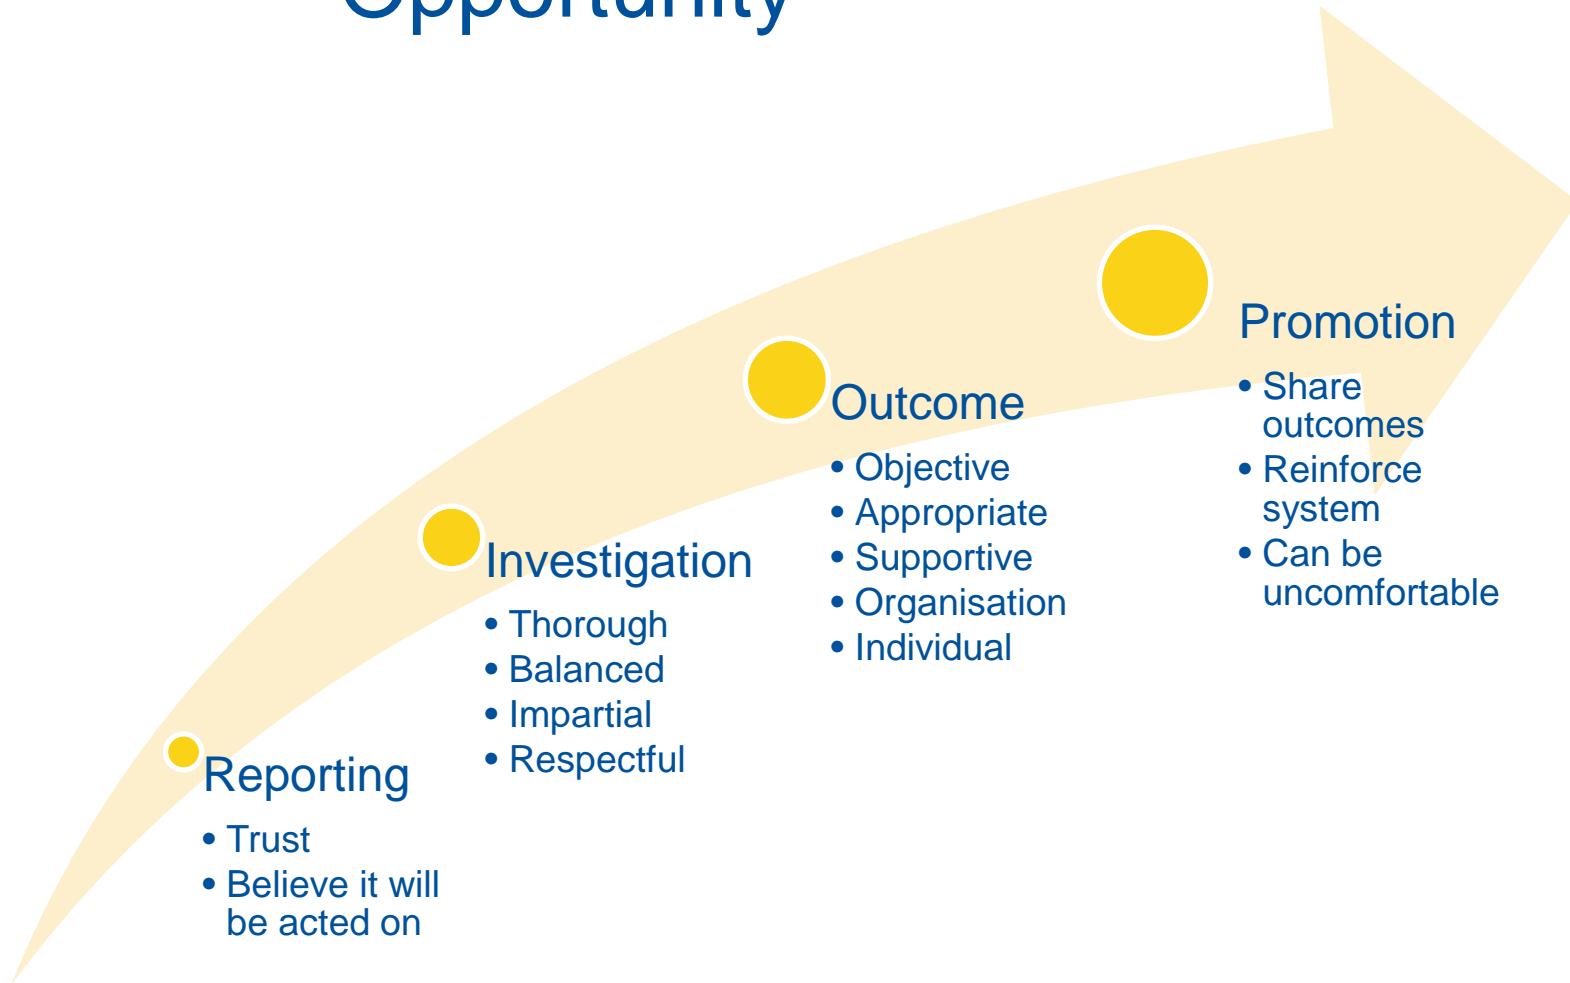 Opportunity
Promotion
• Share
outcomes
• Reinforce
system
• Can be
uncomfortable
Outcome
• Objective
• Appropriate
• Supportive
• Organisation
• Individual
Investigation
• Thorough
• Balanced
• Impartial
• Respectful
Reporting
• Trust
• Believe it will
be acted on